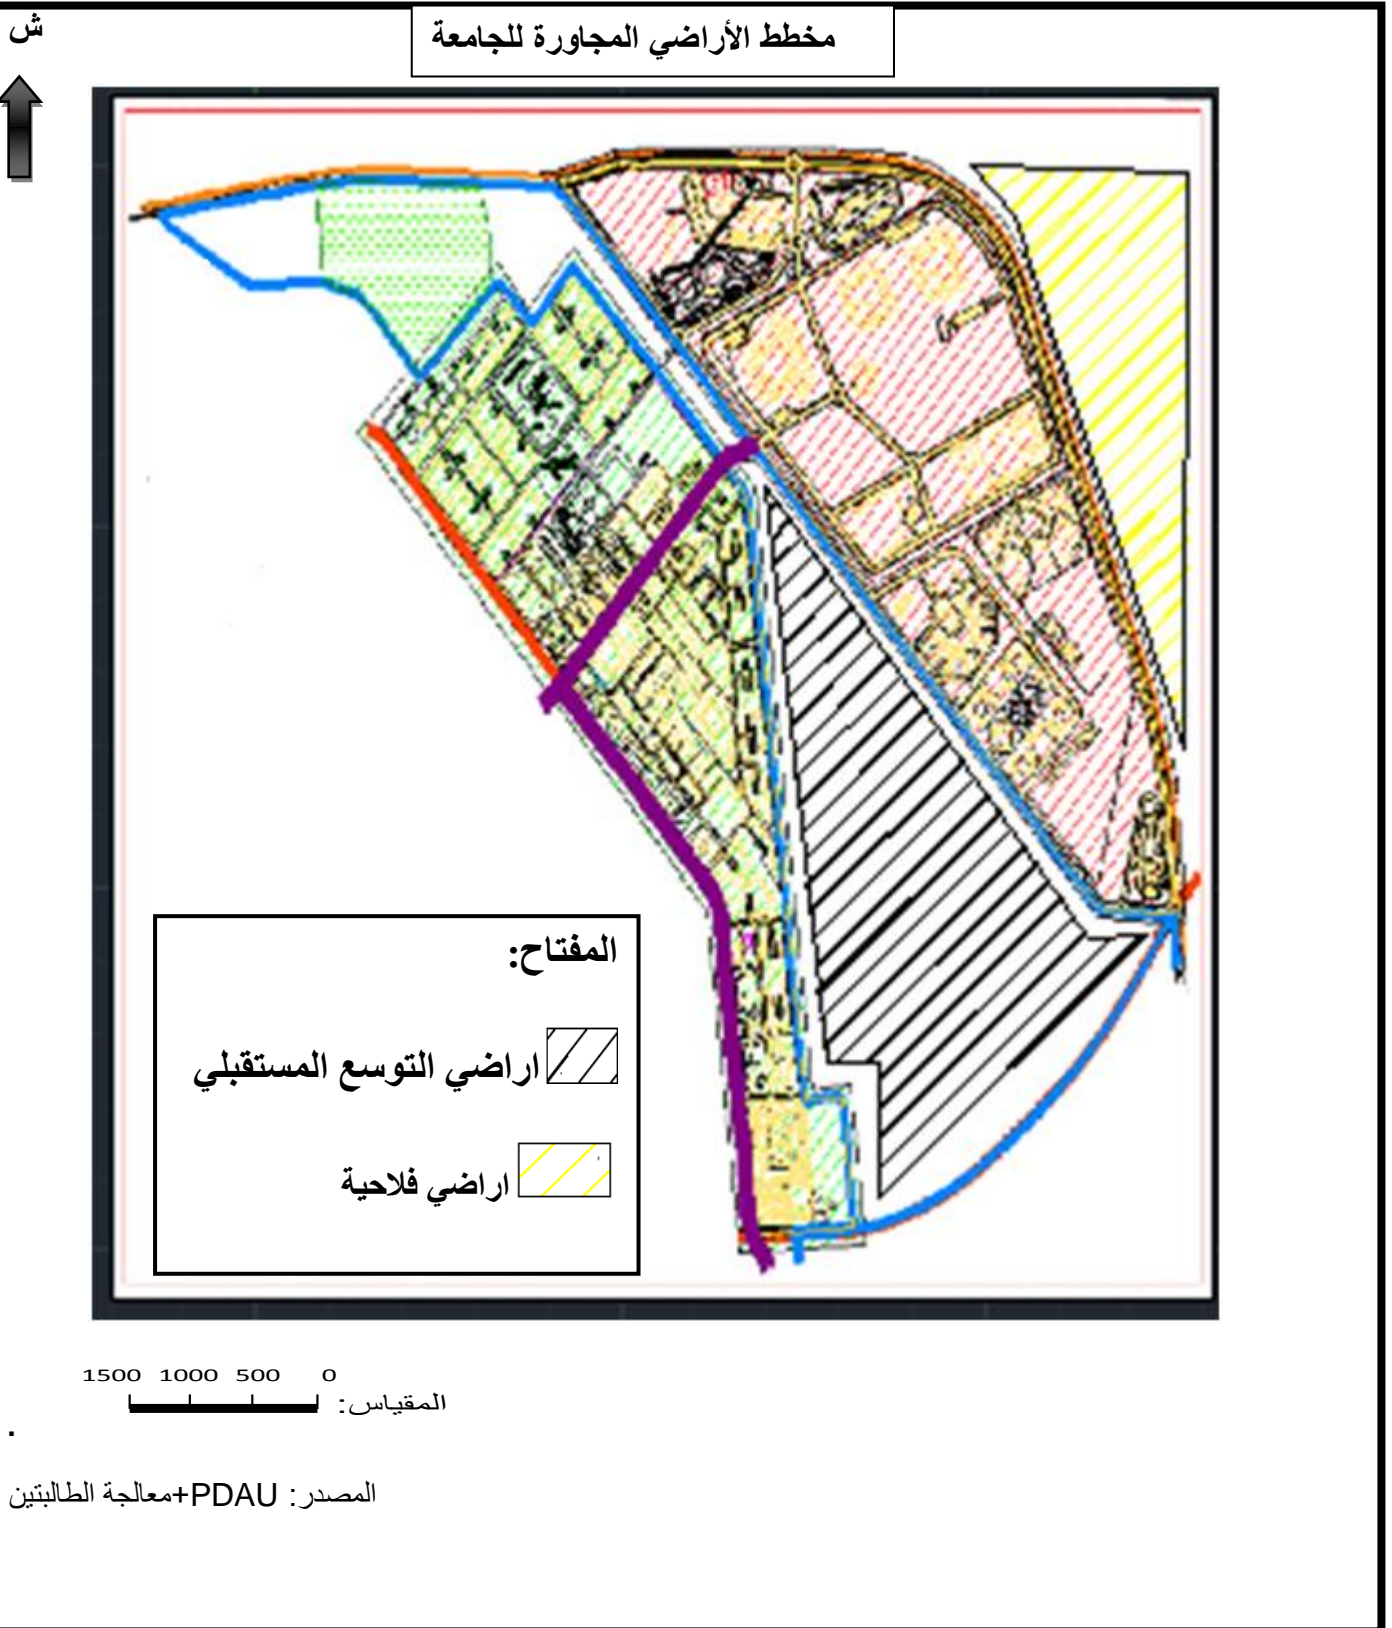 ش
مخطط الأراضي المجاورة للجامعة
المفتاح:
اراضي التوسع المستقبلي
اراضي فلاحية
1500 1000 500 0
المقياس:
.
المصدر: PDAU+معالجة الطالبتين